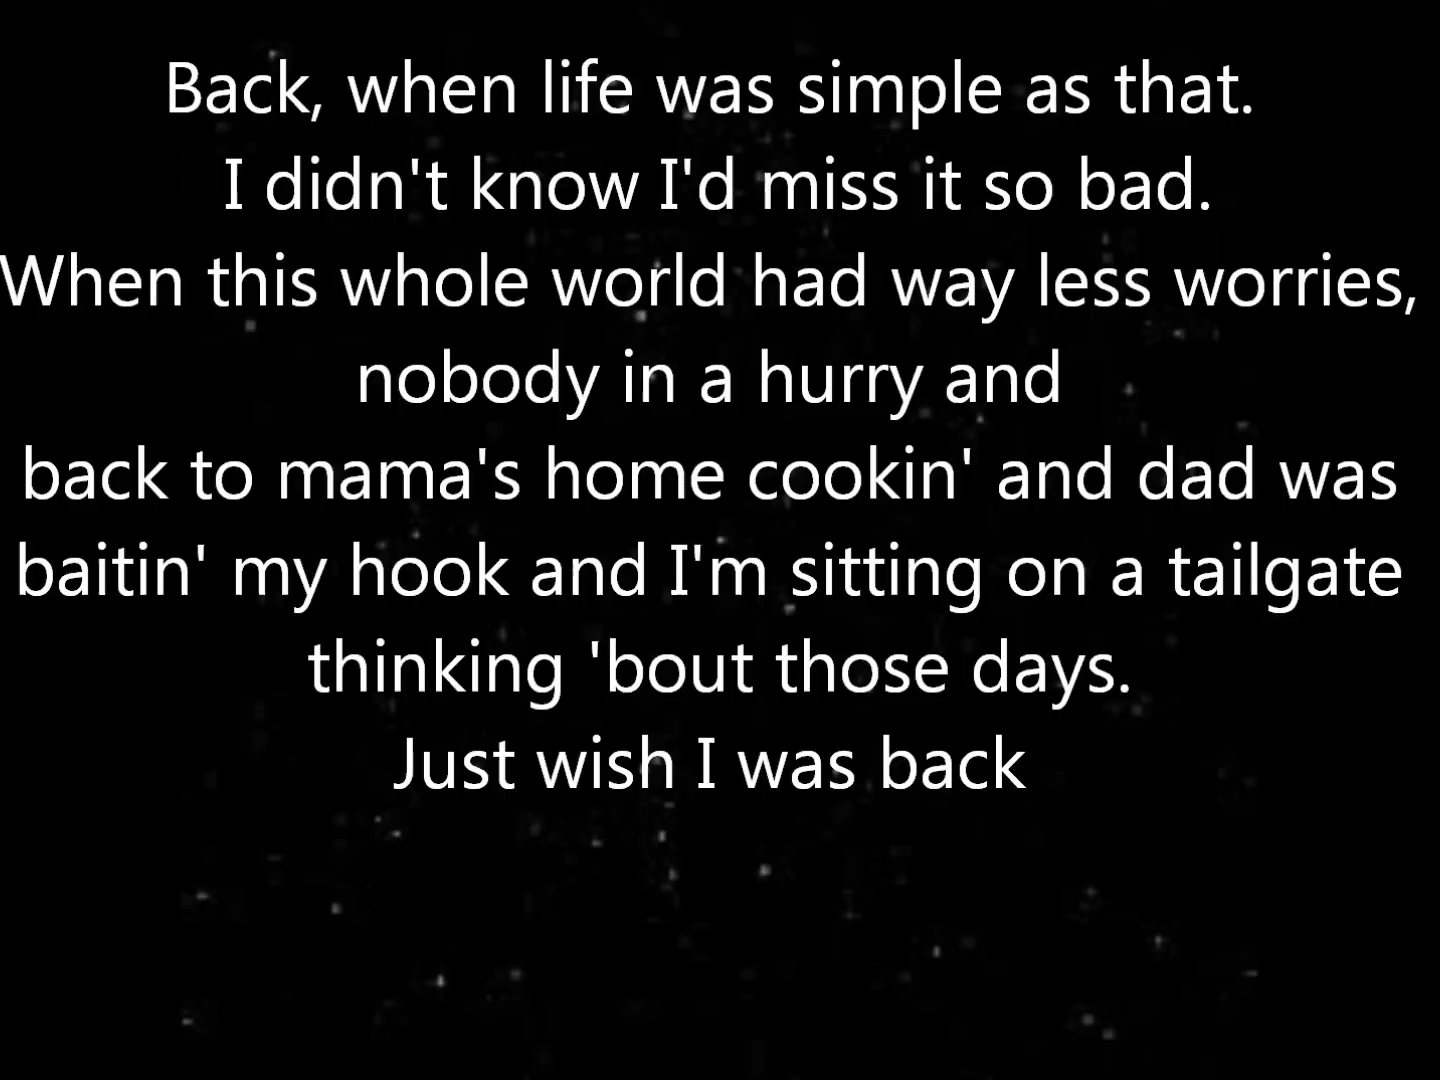 Back, when life was simple as that.
I didn't know I'd miss it so bad.
When this whole world had way less worries,
nobody in a hurry and
back to mama's home cookin' and dad was
baitin' my hook and I'm sitting on a tailgate
thinking 'bout those days.
Just wish I was back